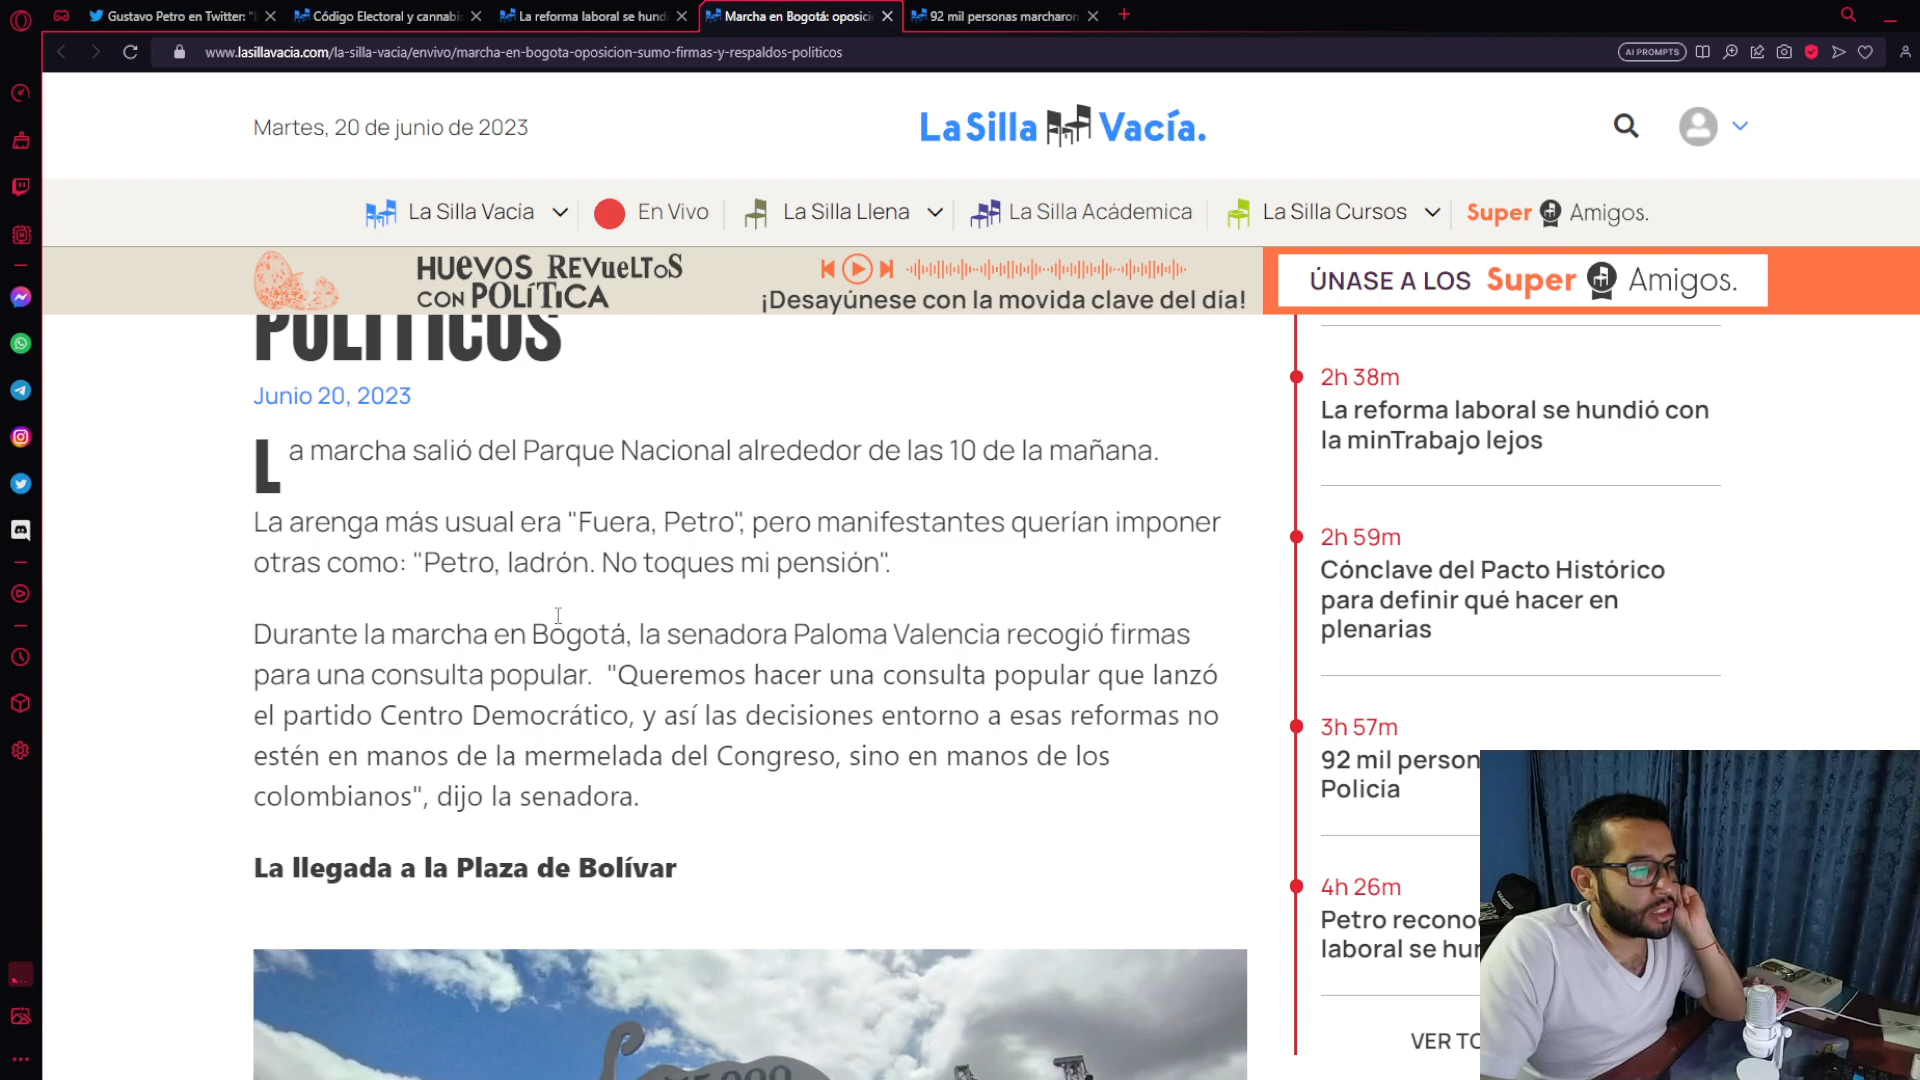 Gustavo Petro en Twitter: "
Código Electoral y cannabis
La reforma laboral se hundi
Marcha en Bogotá: oposici
92 mil personas marcharon
www.lasillavacia.com/la-silla-vacia/envivo/marcha-en-bogota-oposicion-sumo-firmas-y-respaldos-politicos
AI PROMPTS
Martes, 20 de junio de 2023
La Silla Vacía.
La Silla Vacía
En Vivo
La Silla Llena
La Silla Acádemica
La Silla Cursos
Super Amigos.
HUEVOS REVUELTOS
CON POLÍTICA
¡Desayúnese con la movida clave del día!
ÚNASE A LOS Super Amigos.
POLÍTICOS
Junio 20, 2023
La marcha salió del Parque Nacional alrededor de las 10 de la mañana.
La arenga más usual era "Fuera, Petro", pero manifestantes querían imponer
otras como: "Petro, ladrón. No toques mi pensión".
Durante la marcha en Bogotá, la senadora Paloma Valencia recogió firmas
para una consulta popular. "Queremos hacer una consulta popular que lanzó
el partido Centro Democrático, y así las decisiones entorno a esas reformas no
estén en manos de la mermelada del Congreso, sino en manos de los
colombianos", dijo la senadora.
La llegada a la Plaza de Bolívar
2h 38m
La reforma laboral se hundió con
la minTrabajo lejos
2h 59m
Cónclave del Pacto Histórico
para definir qué hacer en
plenarias
3h 57m
92 mil person
Policía
4h 26m
Petro recono
laboral se hu
VER TO